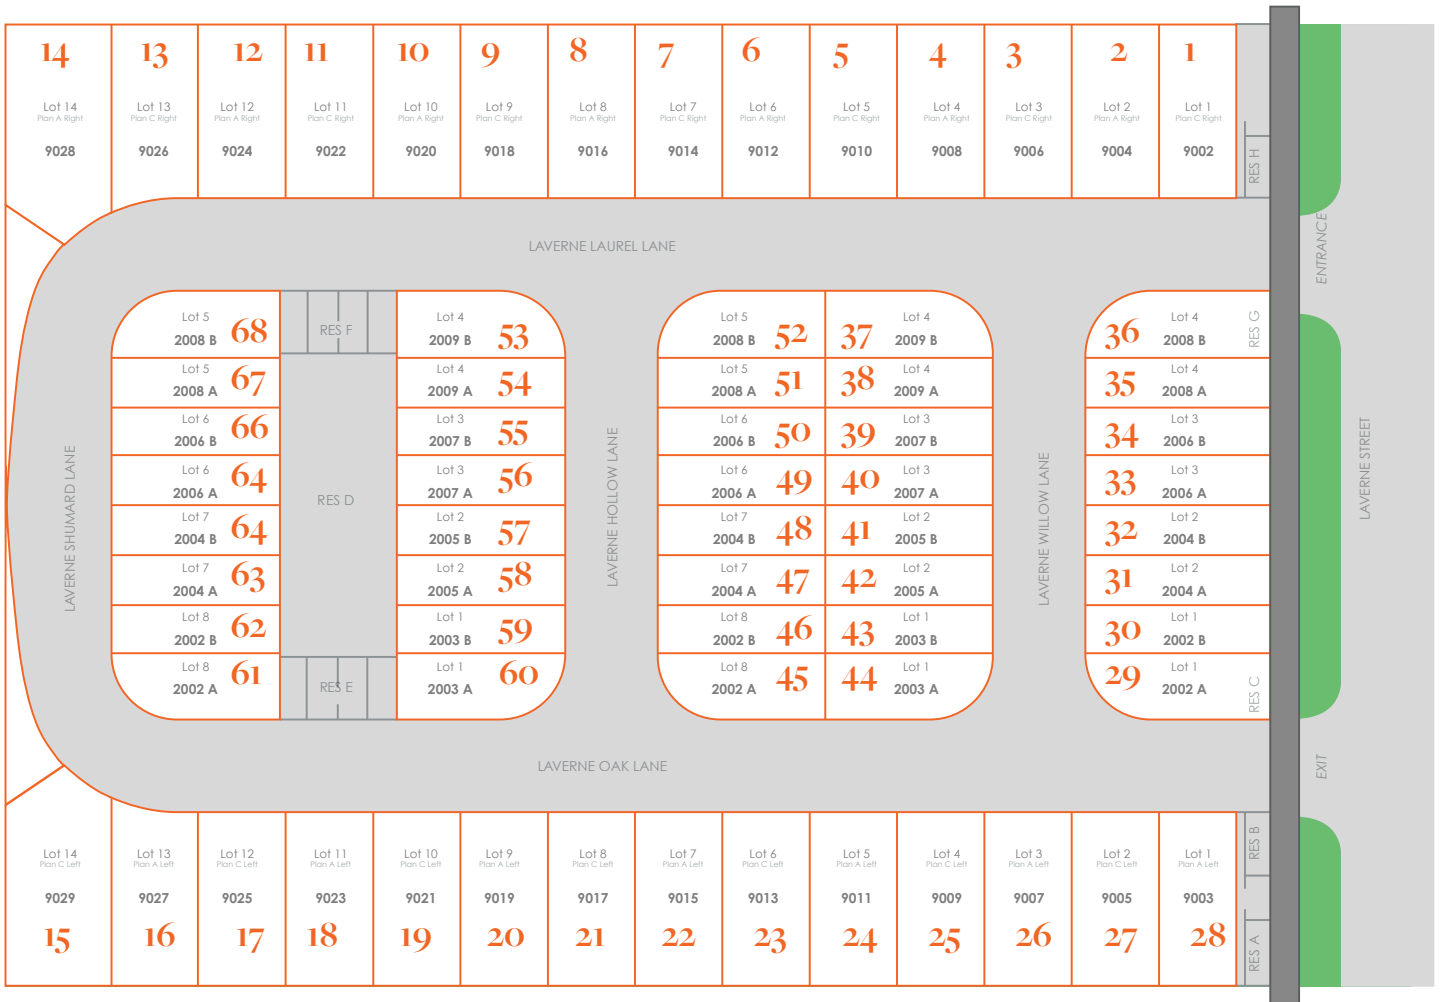 14 13 12 11 10 9 8 7 6 5 4 3 2 1
Lot 14 Lot 13 Lot 12 Lot 11 Lot 10 Lot 9 Lot 8 Lot 7 Lot 6 Lot 5 Lot 4 Lot 3 Lot 2 Lot 1
Plan A Right Plan C Right Plan A Right Plan C Right Plan A Right Plan C Right Plan A Right Plan C Right Plan A Right Plan C Right Plan A Right Plan C Right Plan A Right Plan C Right
9028 9026 9024 9022 9020 9018 9016 9014 9012 9010 9008 9006 9004 9002
RES H
ENTRANCE
LAVERNE LAUREL LANE
Lot 5 Lot 4 Lot 5 Lot 4 Lot 4
2008 B 68 RES F 2009 B 53 2008 B 52 37 2009 B 36 2008 B RES G
Lot 5 Lot 4 Lot 5 Lot 4 Lot 4
2008 A 67 2009 A 54 2008 A 51 38 2009 A 35 2008 A
Lot 6 Lot 3 Lot 6 Lot 3 Lot 3
2006 B 66 2007 B 55 2006 B 50 39 2007 B 34 2006 B
Lot 6 Lot 3 Lot 6 Lot 3 Lot 3
2006 A 64 2007 A 56 2006 A 49 40 2007 A 33 2006 A
RES D
LAVERNE SHUMARD LANE
LAVERNE HOLLOW LANE
LAVERNE WILLOW LANE
LAVERNE STREET
Lot 7 Lot 2 Lot 7 Lot 2 Lot 2
2004 B 64 2005 B 57 2004 B 48 41 2005 B 32 2004 B
Lot 7 Lot 2 Lot 7 Lot 2 Lot 2
2004 A 63 2005 A 58 2004 A 47 42 2005 A 31 2004 A
Lot 8 Lot 1 Lot 8 Lot 1 Lot 1
2002 B 62 2003 B 59 2002 B 46 43 2003 B 30 2002 B
Lot 8 Lot 1 Lot 8 Lot 1 Lot 1
2002 A 61 RES E 2003 A 60 2002 A 45 44 2003 A 29 2002 A RES C
LAVERNE OAK LANE
EXIT
RES B
Lot 14 Lot 13 Lot 12 Lot 11 Lot 10 Lot 9 Lot 8 Lot 7 Lot 6 Lot 5 Lot 4 Lot 3 Lot 2 Lot 1
Plan C Left Plan A Left Plan C Left Plan A Left Plan C Left Plan A Left Plan C Left Plan A Left Plan C Left Plan A Left Plan C Left Plan A Left Plan C Left Plan A Left
9029 9027 9025 9023 9021 9019 9017 9015 9013 9011 9009 9007 9005 9003
15 16 17 18 19 20 21 22 23 24 25 26 27 28
RES A